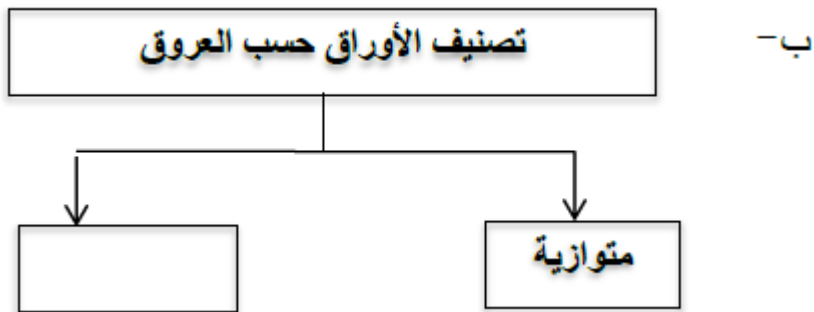 ب-
تصنيف الأوراق حسب العروق
متوازية